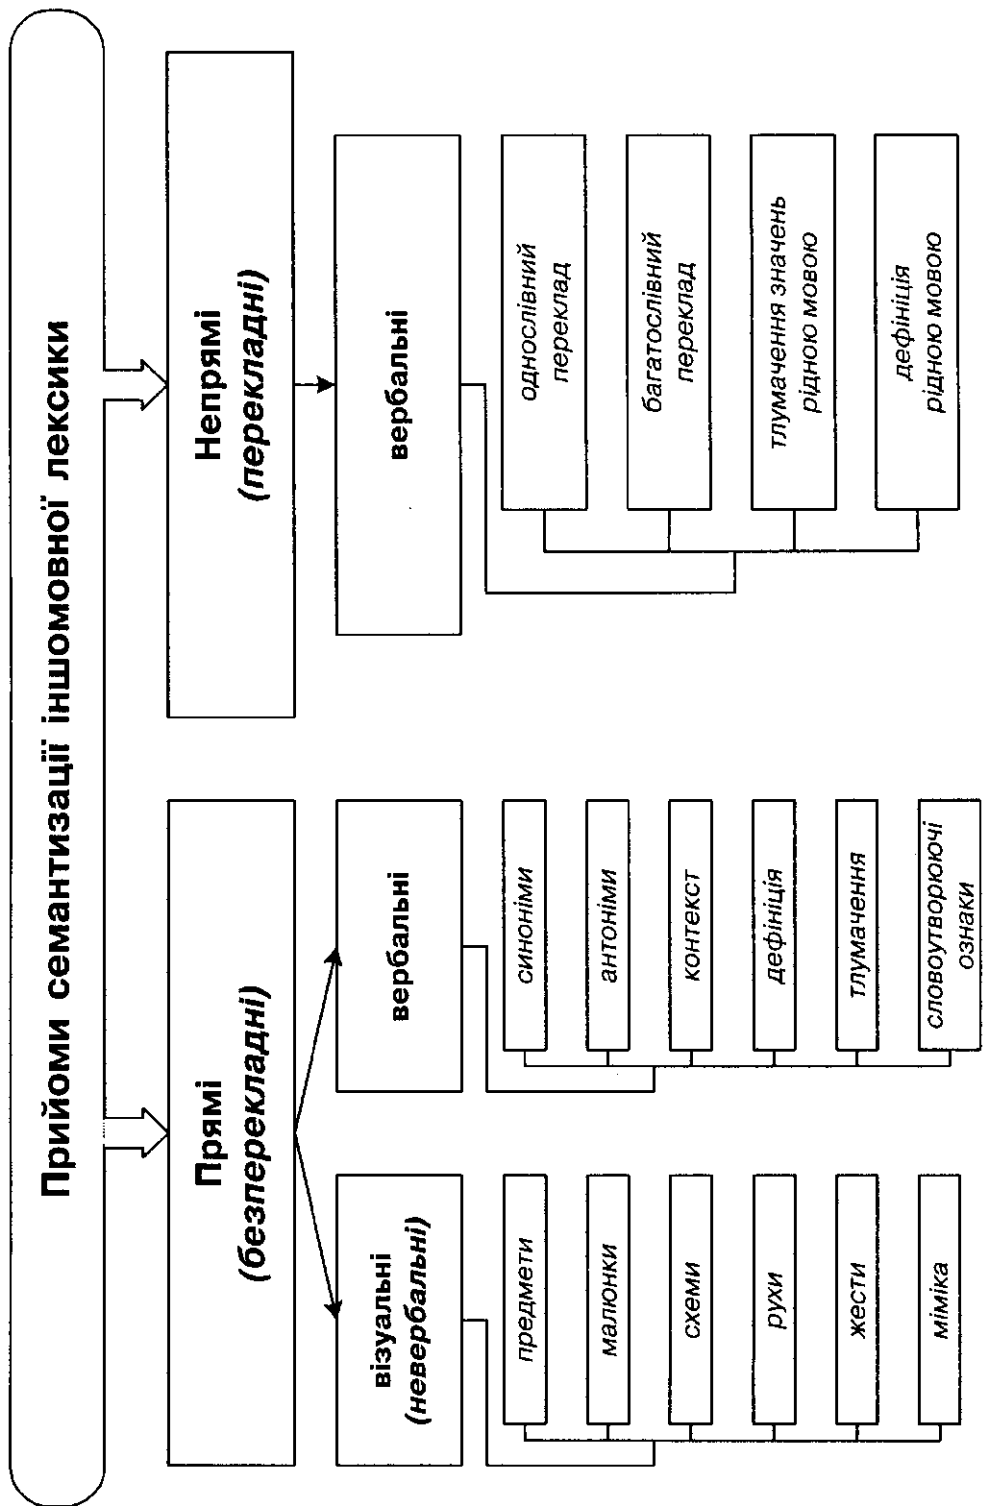 Прийоми семантизації іншомовної лексики
Прямі
(безперекладні)
візуальні
(невербальні)
предмети
малюнки
схеми
рухи
жести
міміка
вербальні
синоніми
антоніми
контекст
дефініція
тлумачення
словоутворюючі
ознаки
Непрямі
(перекладні)
вербальні
однослівний
переклад
багатослівний
переклад
тлумачення значень
рідною мовою
дефініція
рідною мовою